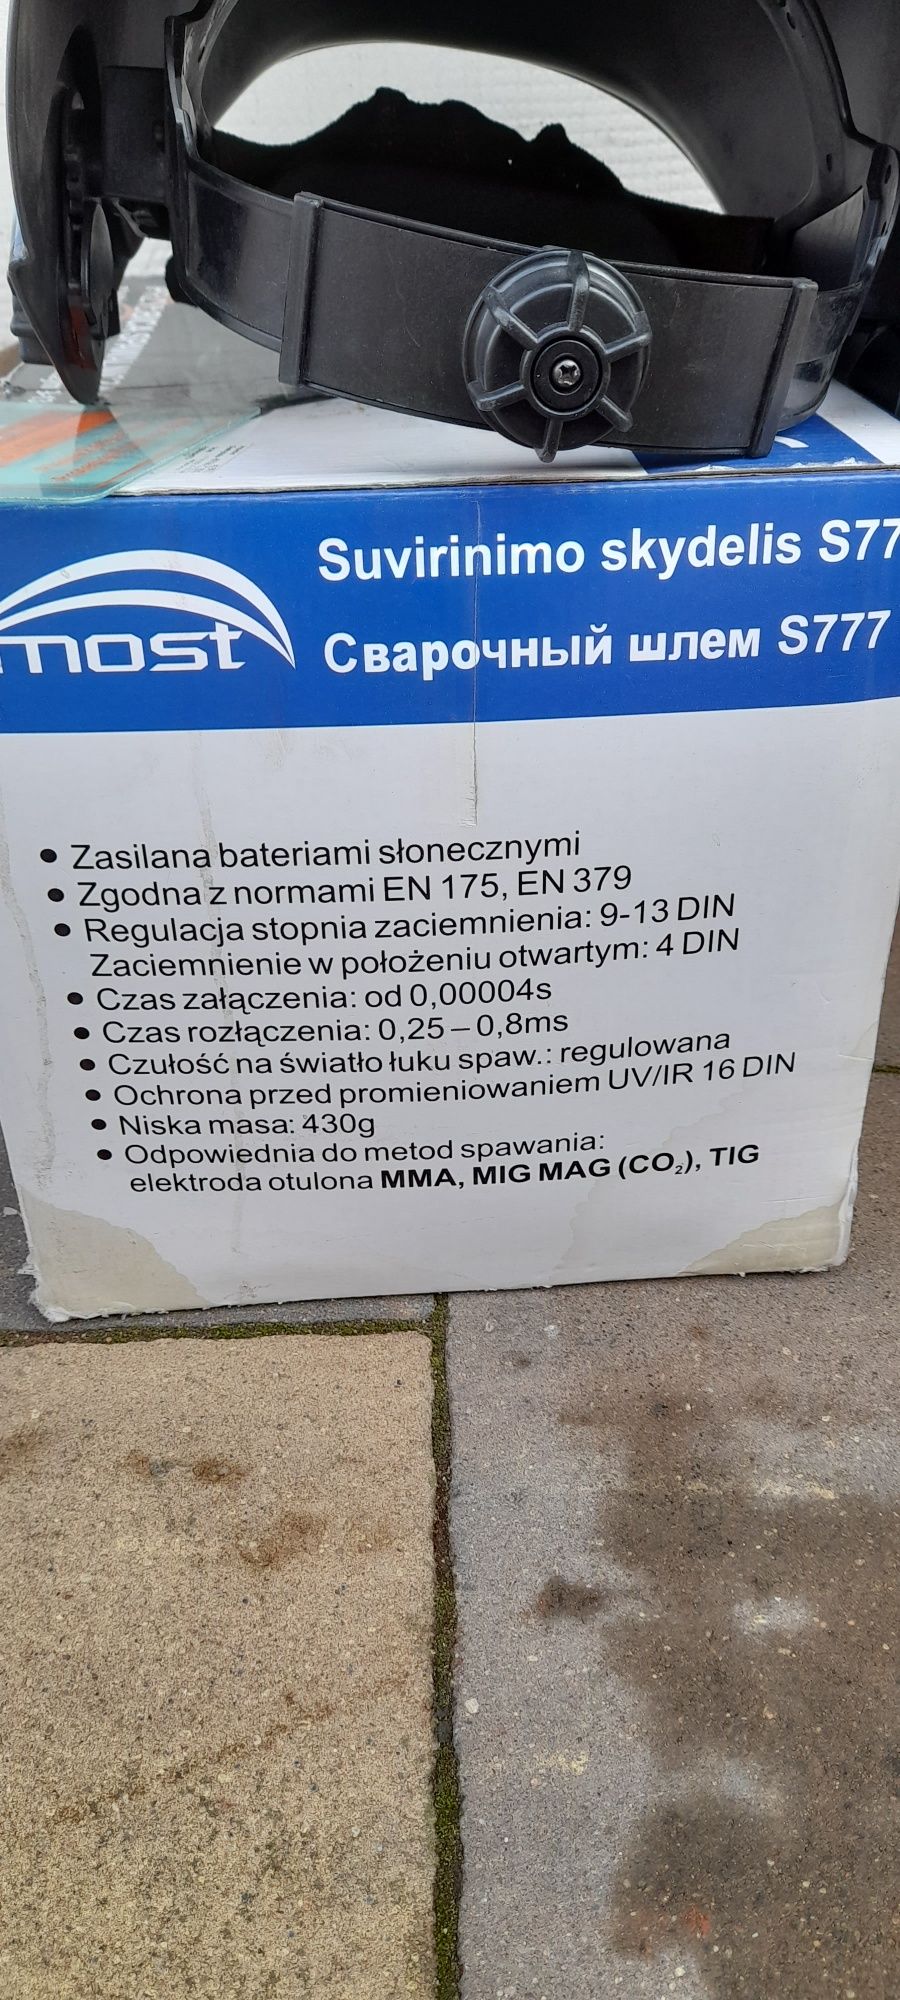 Suvirinimo skydelis S77
most
Сварочный шлем S777
• Zasilana bateriami słonecznymi
• Zgodna z normami EN 175, EN 379
• Regulacja stopnia zaciemnienia: 9-13 DIN
Zaciemnienie w położeniu otwartym: 4 DIN
• Czas załączenia: od 0,00004s
• Czas rozłączenia: 0,25 – 0,8ms
• Czułość na światło łuku spaw.: regulowana
• Ochrona przed promieniowaniem UV/IR 16 DIN
• Niska masa: 430g
• Odpowiednia do metod spawania:
elektroda otulona MMA, MIG MAG (CO₂), TIG